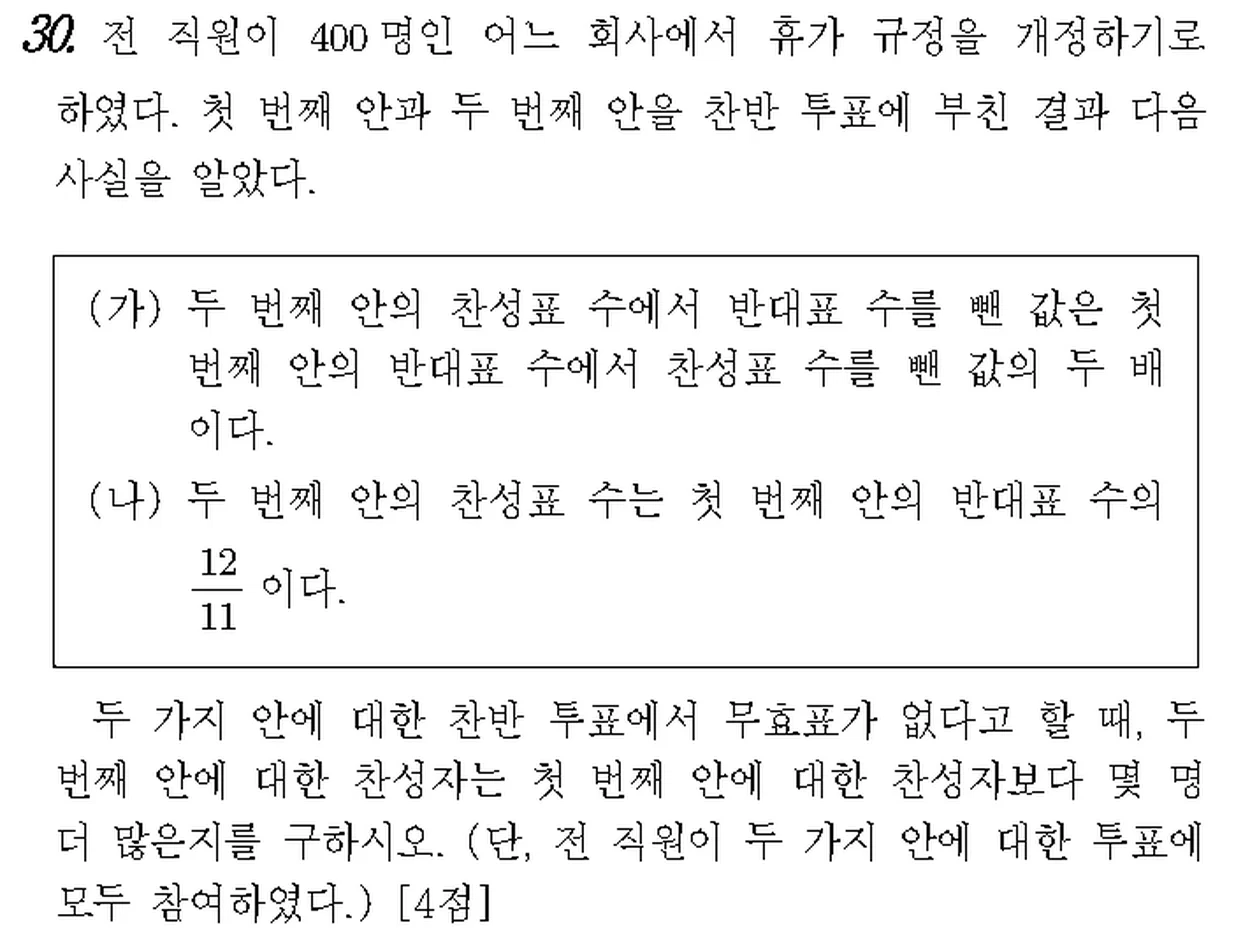 30. 전 직원이 400명인 어느 회사에서 휴가 규정을 개정하기로
하였다. 첫 번째 안과 두 번째 안을 찬반 투표에 부친 결과 다음
사실을 알았다.
(가) 두 번째 안의 찬성표 수에서 반대표 수를 뺀 값은 첫
번째 안의 반대표 수에서 찬성표 수를 뺀 값의 두 배
이다.
(나) 두 번째 안의 찬성표 수는 첫 번째 안의 반대표 수의
12/11 이다.
두 가지 안에 대한 찬반 투표에서 무효표가 없다고 할 때, 두
번째 안에 대한 찬성자는 첫 번째 안에 대한 찬성자보다 몇 명
더 많은지를 구하시오. (단, 전 직원이 두 가지 안에 대한 투표에
모두 참여하였다.) [4점]